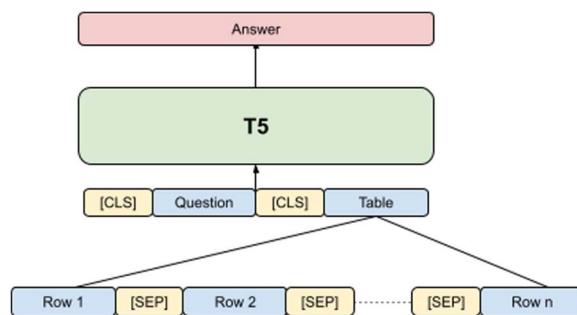 Answer
T5
[CLS] Question [CLS] Table
Row 1 [SEP] Row 2 [SEP] [SEP] Row n